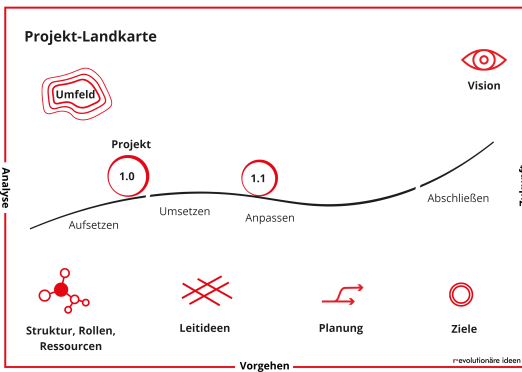 Projekt-Landkarte
Umfeld
Vision
Projekt
1.0
1.1
Analyse
Aufsetzen
Umsetzen
Anpassen
Abschließen
Struktur, Rollen,
Ressourcen
Leitideen
Planung
Ziele
Vorgehen
r•evolutionäre ideen